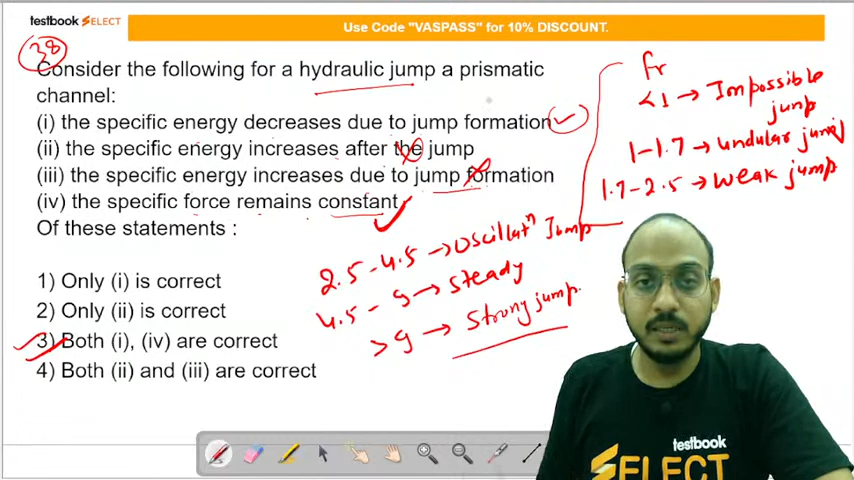 testbook SELECT
Use Code "VASPASS" for 10% DISCOUNT.
38
Consider the following for a hydraulic jump a prismatic
channel:
(i) the specific energy decreases due to jump formation
(ii) the specific energy increases after the jump
(iii) the specific energy increases due to jump formation
(iv) the specific force remains constant
Of these statements :
1) Only (i) is correct
2) Only (ii) is correct
3) Both (i), (iv) are correct
4) Both (ii) and (iii) are correct
Fr
<1 → Impossible
jump
1-1.7 → undular jump
1.7-2.5 → weak jump
2.5-4.5 → Oscillatⁿ Jump
4.5 - 9 → Steady
>9 → Strong jump.
testbook
SELECT